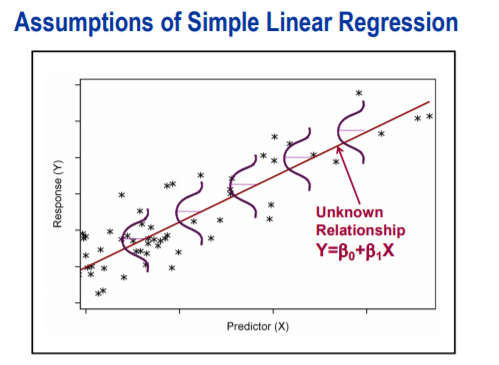 Assumptions of Simple Linear Regression
Response (Y)
Unknown
Relationship
Y=β₀+β₁X
Predictor (X)